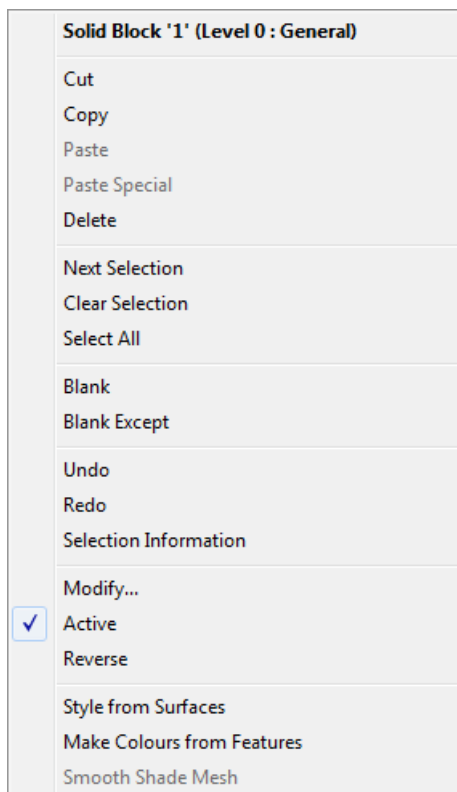 Solid Block '1' (Level 0 : General)
Cut
Copy
Paste
Paste Special
Delete
Next Selection
Clear Selection
Select All
Blank
Blank Except
Undo
Redo
Selection Information
Modify...
Active
Reverse
Style from Surfaces
Make Colours from Features
Smooth Shade Mesh